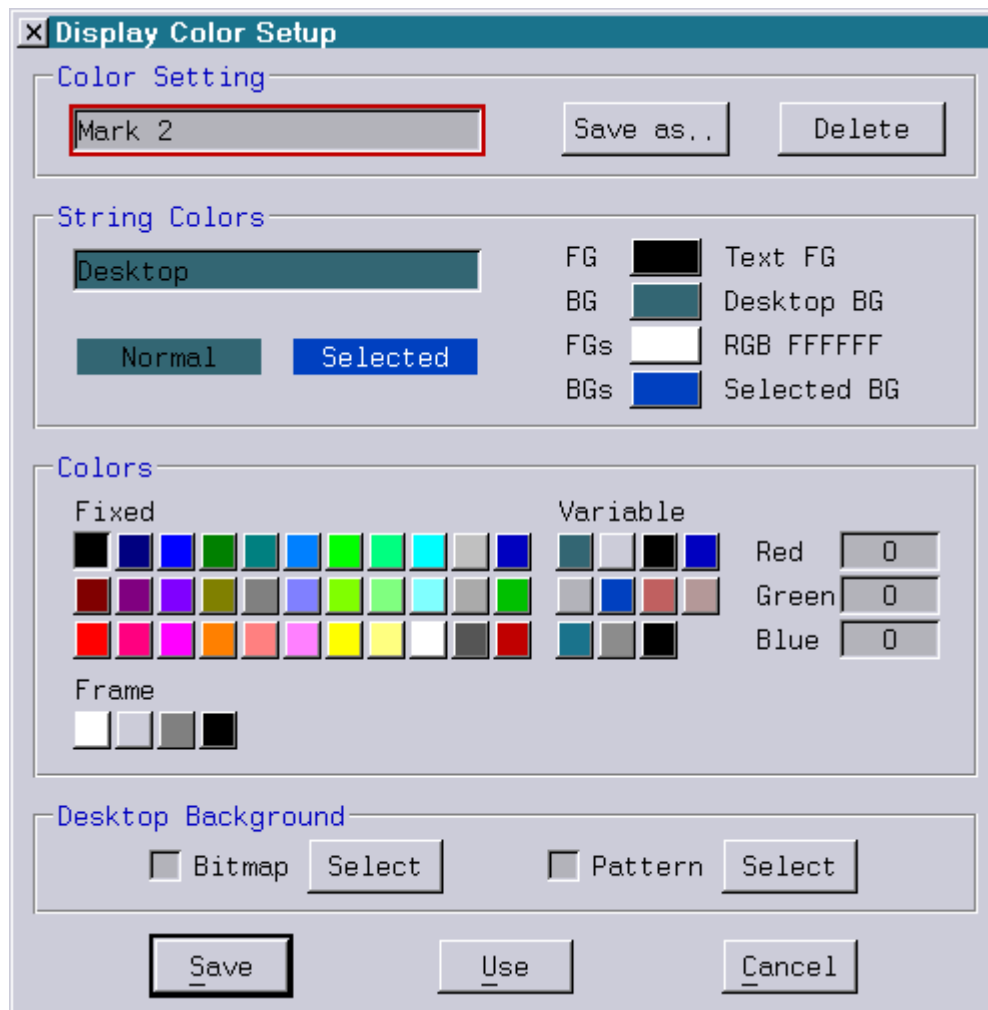 Display Color Setup
Color Setting
Mark 2 Save as.. Delete
String Colors
Desktop
Normal Selected
FG Text FG
BG Desktop BG
FGs RGB FFFFFF
BGs Selected BG
Colors
Fixed Variable
Red 0
Green 0
Blue 0
Frame
Desktop Background
Bitmap Select Pattern Select
Save Use Cancel